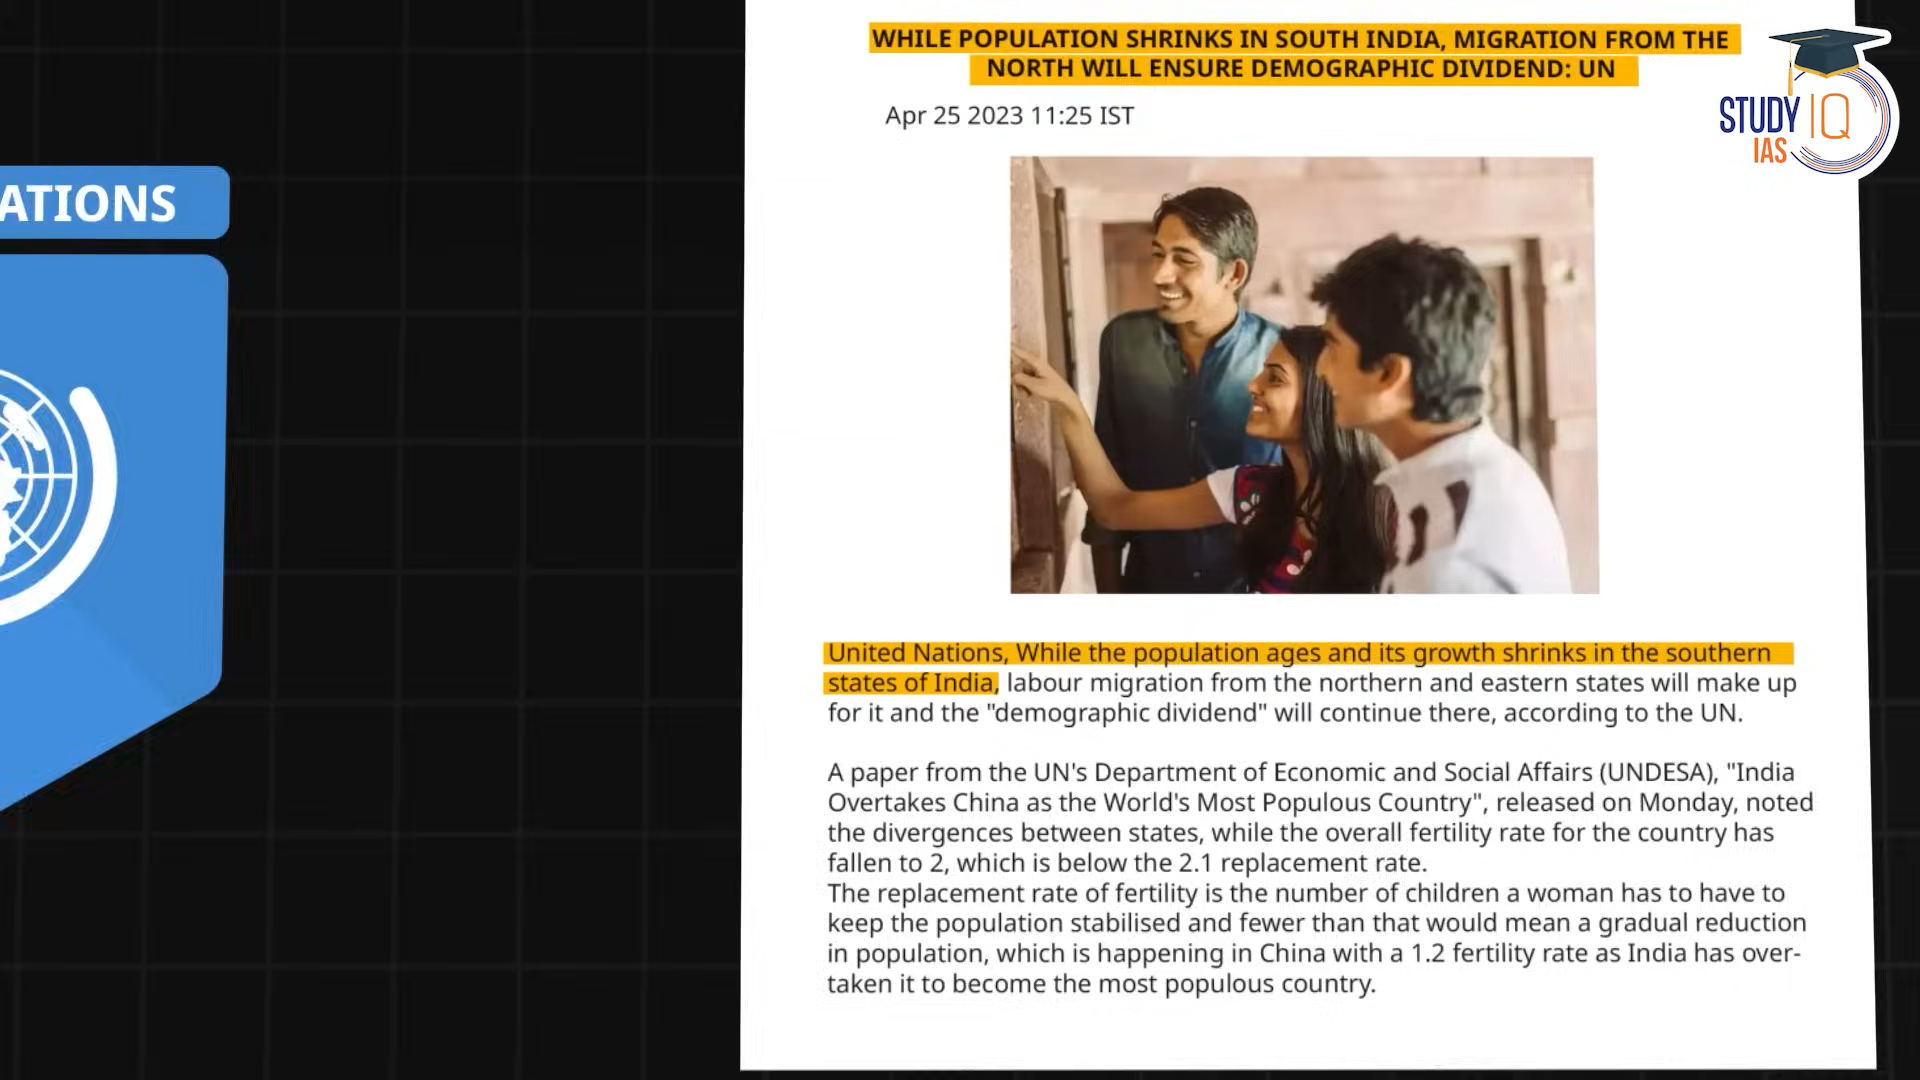 ATIONS
WHILE POPULATION SHRINKS IN SOUTH INDIA, MIGRATION FROM THE
NORTH WILL ENSURE DEMOGRAPHIC DIVIDEND: UN
Apr 25 2023 11:25 IST
STUDY IQ
IAS
United Nations, While the population ages and its growth shrinks in the southern
states of India, labour migration from the northern and eastern states will make up
for it and the "demographic dividend" will continue there, according to the UN.
A paper from the UN's Department of Economic and Social Affairs (UNDESA), "India
Overtakes China as the World's Most Populous Country", released on Monday, noted
the divergences between states, while the overall fertility rate for the country has
fallen to 2, which is below the 2.1 replacement rate.
The replacement rate of fertility is the number of children a woman has to have to
keep the population stabilised and fewer than that would mean a gradual reduction
in population, which is happening in China with a 1.2 fertility rate as India has over-
taken it to become the most populous country.